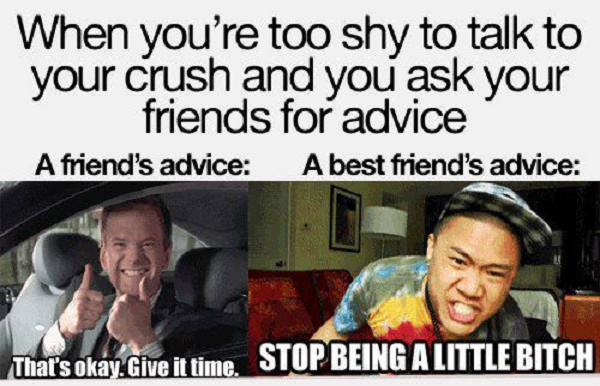 When you're too shy to talk to
your crush and you ask your
friends for advice
A friend's advice:
A best friend's advice:
That's okay. Give it time.
STOP BEING A LITTLE BITCH